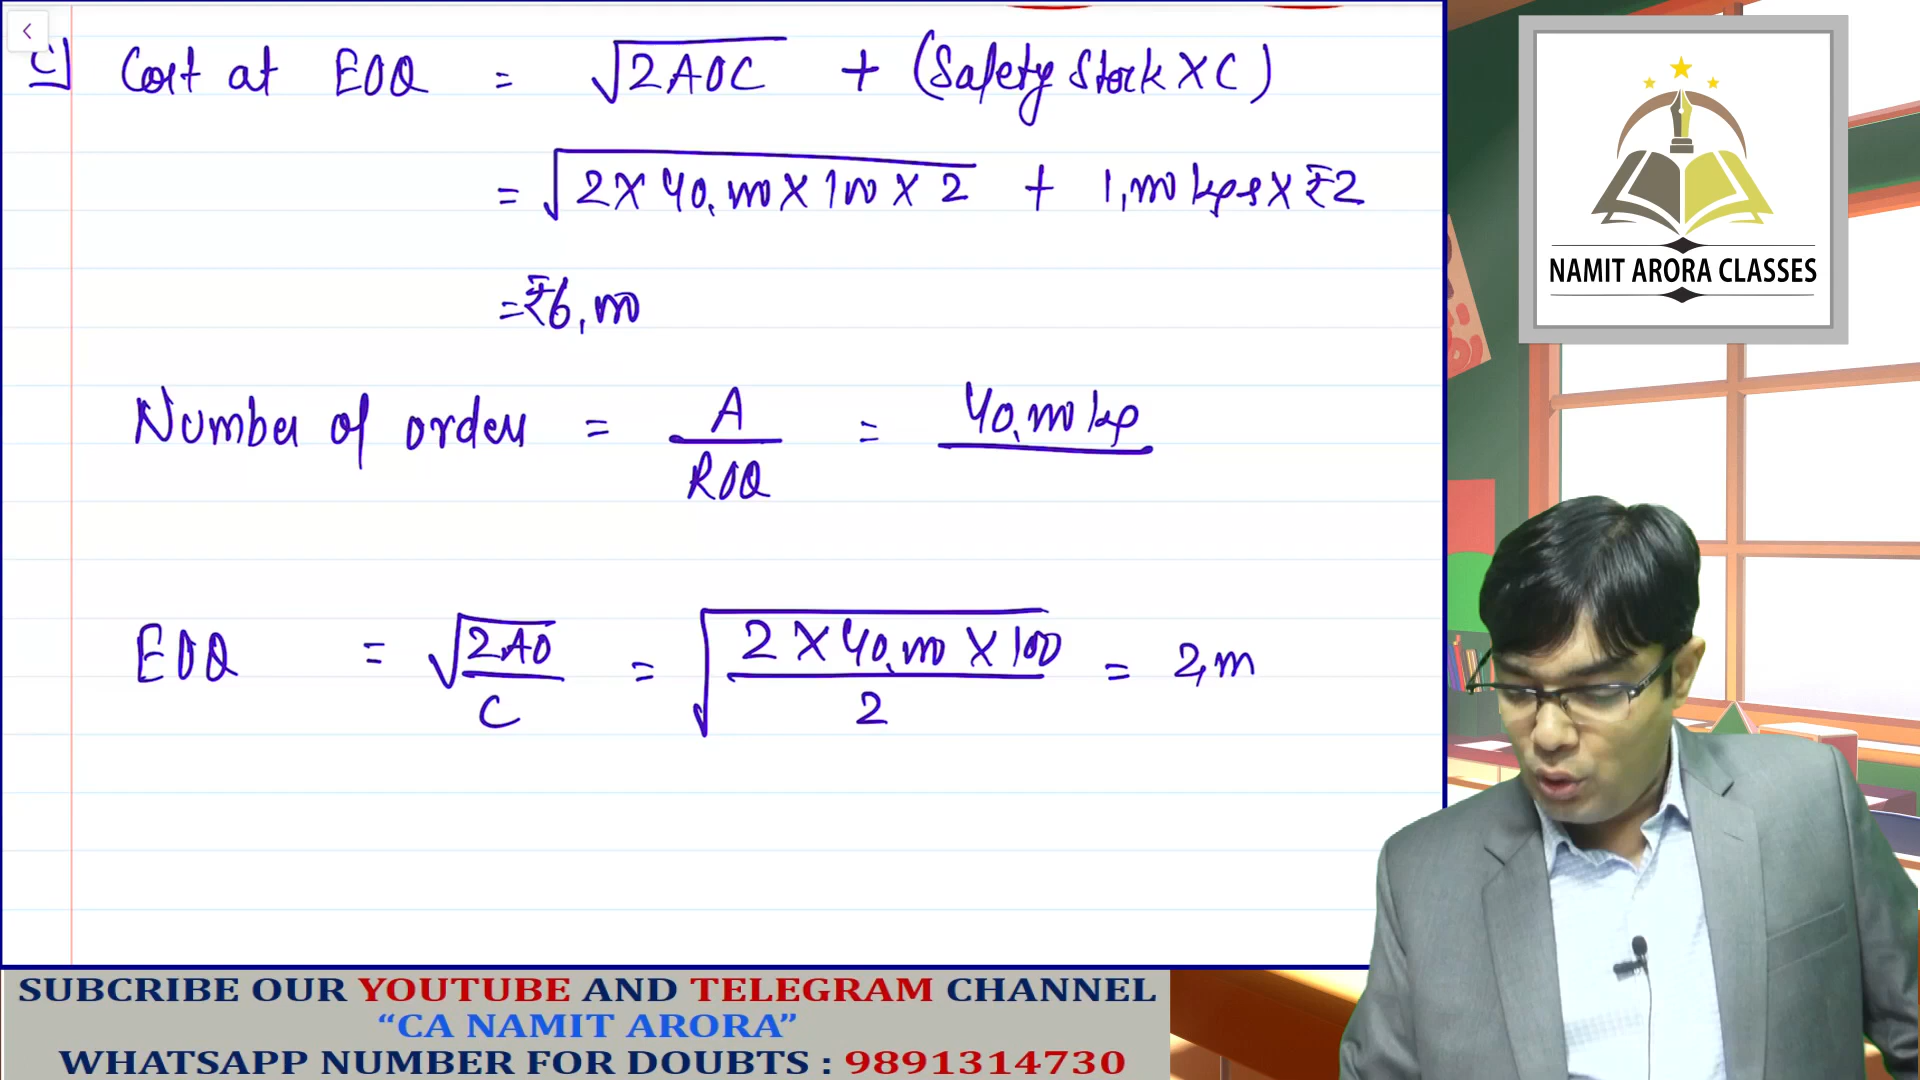 c) Cost at EOQ = √2AOC + (Safety Stock X C)
= √2 X 40,000 X 100 X 2 + 1,000 kgs X ₹2
= ₹6,000
Number of orders = A / ROQ = 40,000 kg
EOQ = √2AO / C = √2 X 40,000 X 100 / 2 = 2,000
NAMIT ARORA CLASSES
SUBCRIBE OUR YOUTUBE AND TELEGRAM CHANNEL
“CA NAMIT ARORA”
WHATSAPP NUMBER FOR DOUBTS : 9891314730